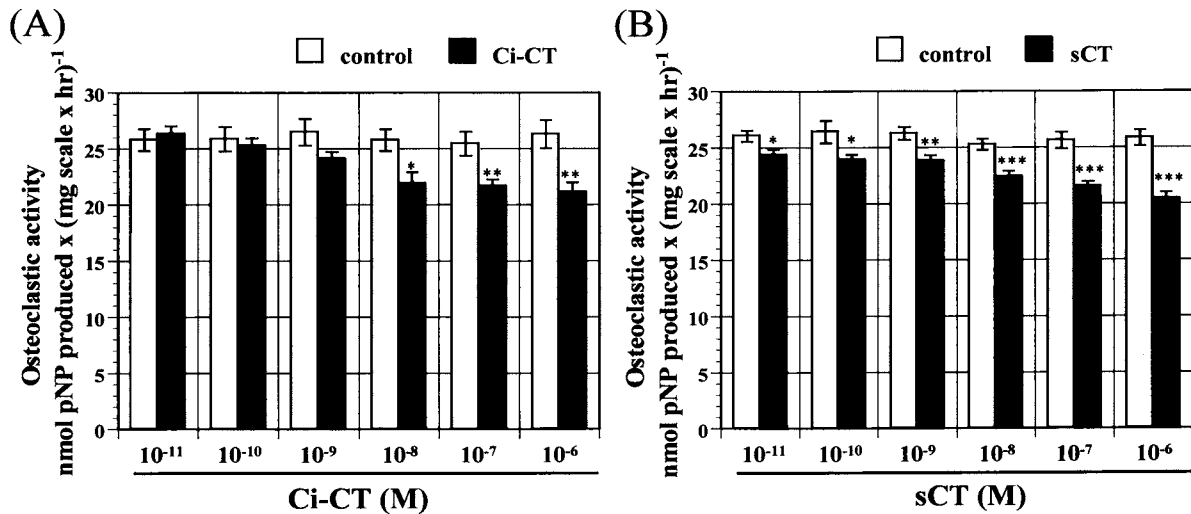 (A)
control Ci-CT
Osteoclastic activity
nmol pNP produced x (mg scale x hr)-1
30
25
20
15
10
5
0
* ** **
10-11 10-10 10-9 10-8 10-7 10-6
Ci-CT (M)
(B)
control sCT
Osteoclastic activity
nmol pNP produced x (mg scale x hr)-1
30
25
20
15
10
5
0
* * ** *** *** ***
10-11 10-10 10-9 10-8 10-7 10-6
sCT (M)